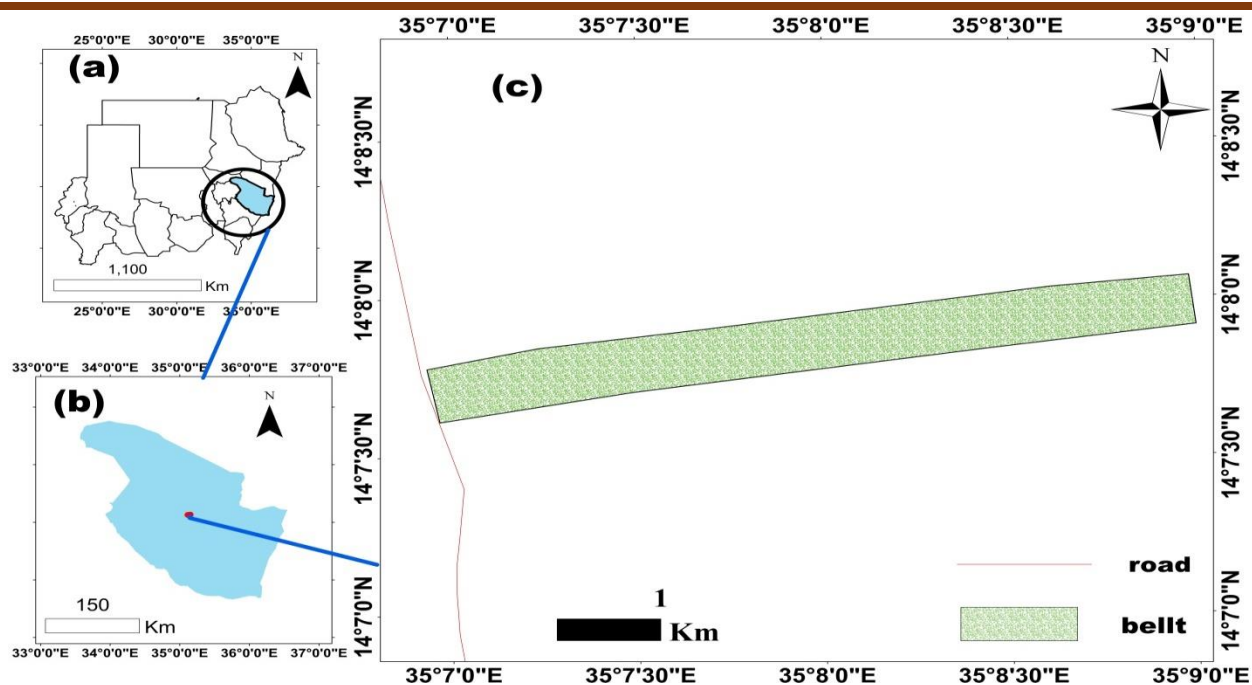 25°0'0"E 30°0'0"E 35°0'0"E
(a)
N
1,100
Km
25°0'0"E 30°0'0"E 35°0'0"E
33°0'0"E 34°0'0"E 35°0'0"E 36°0'0"E 37°0'0"E
(b)
N
150
Km
33°0'0"E 34°0'0"E 35°0'0"E 36°0'0"E 37°0'0"E
35°7'0"E 35°7'30"E 35°8'0"E 35°8'30"E 35°9'0"E
(c)
N
14°8'30"N 14°8'30"N
14°8'0"N 14°8'0"N
14°7'30"N 14°7'30"N
14°7'0"N 14°7'0"N
road
bellt
1
Km
35°7'0"E 35°7'30"E 35°8'0"E 35°8'30"E 35°9'0"E